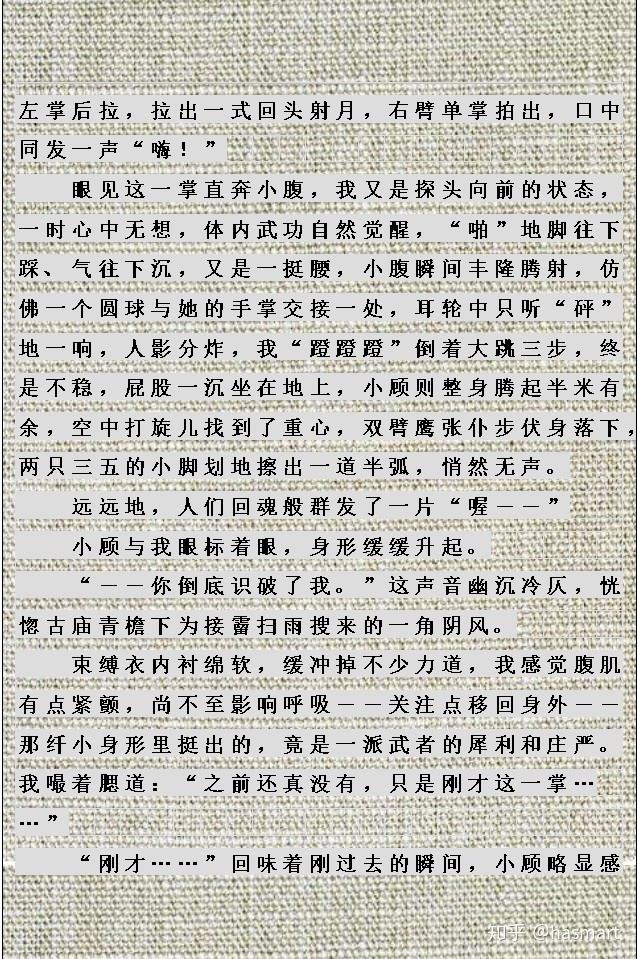 左掌后拉，拉出一式回头射月，右臂单掌拍出，口中
同发一声“嗨！”
眼见这一掌直奔小腹，我又是探头向前的状态，
一时心中无想，体内武功自然觉醒，“啪”地脚往下
踩、气往下沉，又是一挺腰，小腹瞬间丰隆腾射，仿
佛一个圆球与她的手掌交接一处，耳轮中只听“砰”
地一响，人影分炸，我“蹬蹬蹬”倒着大跳三步，终
是不稳，屁股一沉坐在地上，小顾则整身腾起半米有
余，空中打旋儿找到了重心，双臂鹰张仆步伏身落下，
两只三五的小脚划地擦出一道半弧，悄然无声。
远远地，人们回魂般群发了一片“喔——”
小顾与我眼标着眼，身形缓缓升起。
“——你倒底识破了我。”这声音幽沉冷仄，恍
惚古庙青檐下为接霤扫雨搜来的一角阴风。
束缚衣内衬绵软，缓冲掉不少力道，我感觉腹肌
有点紧颤，尚不至影响呼吸——关注点移回身外——
那纤小身形里挺出的，竟是一派武者的犀利和庄严。
我嘬着腮道：“之前还真没有，只是刚才这一掌…
…”
“刚才……”回味着刚过去的瞬间，小顾略显感
知乎 @hasmart